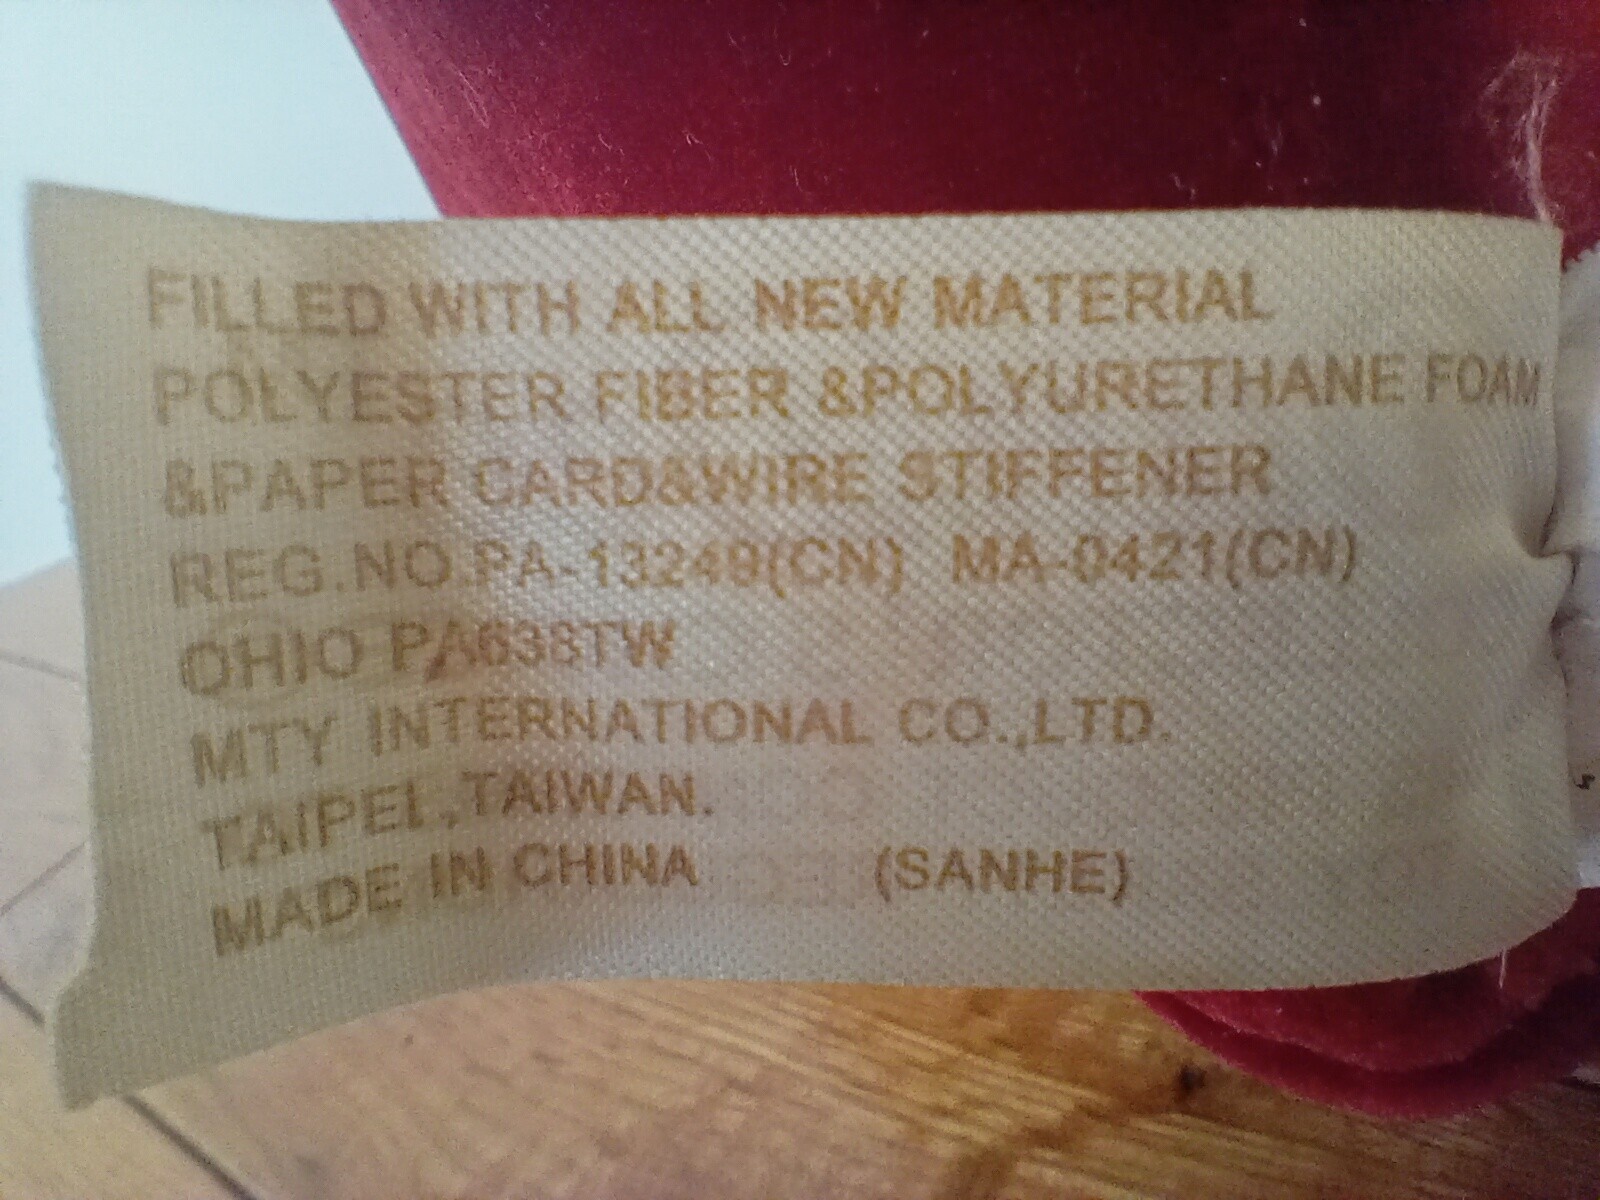 FILLED WITH ALL NEW MATERIAL
POLYESTER FIBER &POLYURETHANE FOAM
&PAPER CARD&WIRE STIFFENER
REG.NO.PA-13249(CN) MA-0421(CN)
OHIO PA638TW
MTY INTERNATIONAL CO.,LTD.
TAIPEI,TAIWAN.
MADE IN CHINA (SANHE)